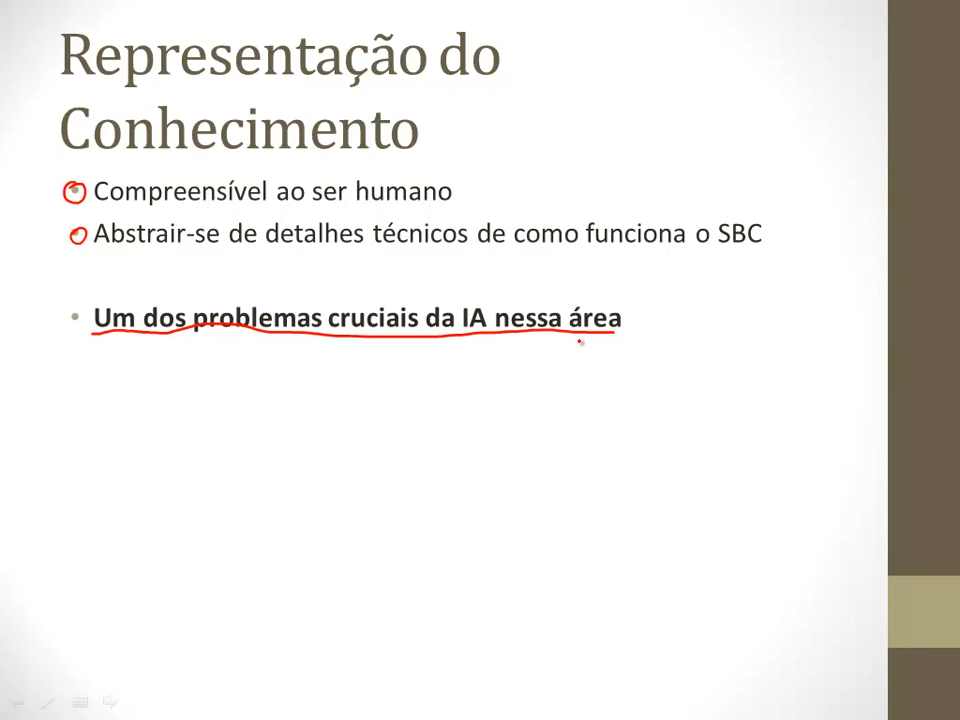 Representação do
Conhecimento
• Compreensível ao ser humano
• Abstrair-se de detalhes técnicos de como funciona o SBC
• Um dos problemas cruciais da IA nessa área